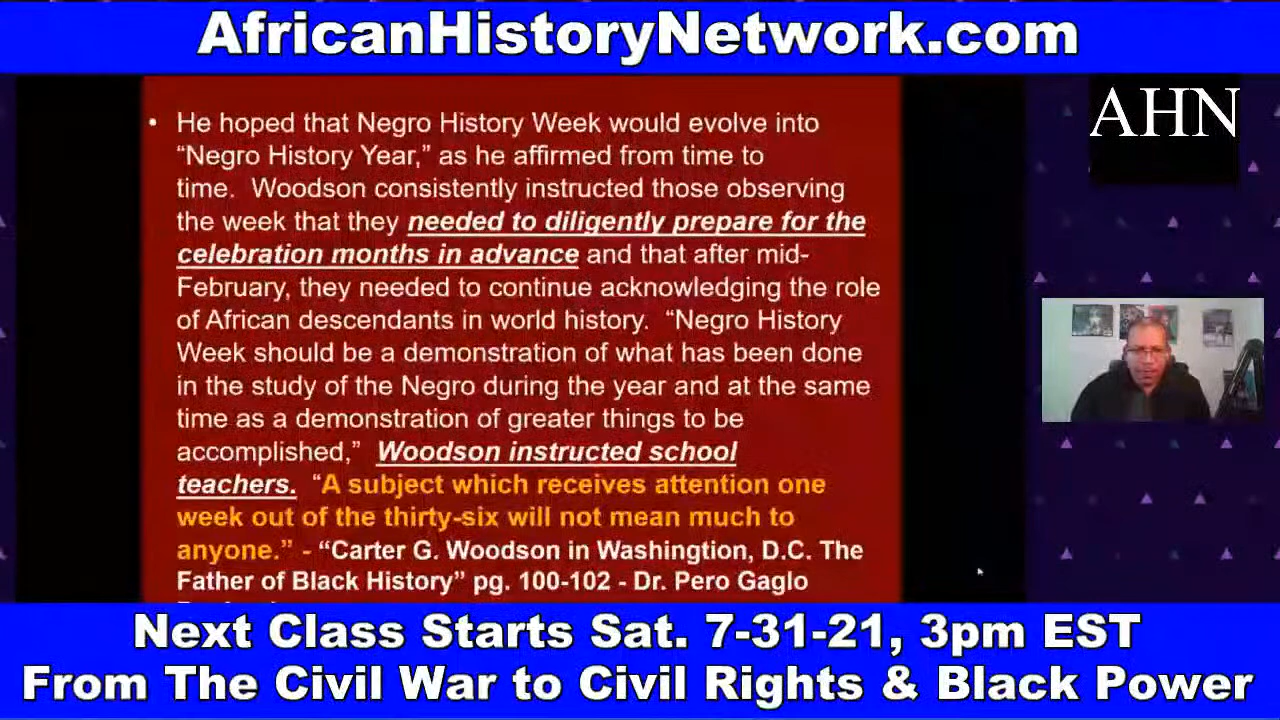 AfricanHistoryNetwork.com
AHN
• He hoped that Negro History Week would evolve into
“Negro History Year,” as he affirmed from time to
time. Woodson consistently instructed those observing
the week that they needed to diligently prepare for the
celebration months in advance and that after mid-
February, they needed to continue acknowledging the role
of African descendants in world history. “Negro History
Week should be a demonstration of what has been done
in the study of the Negro during the year and at the same
time as a demonstration of greater things to be
accomplished,” Woodson instructed school
teachers. “A subject which receives attention one
week out of the thirty-six will not mean much to
anyone.” - “Carter G. Woodson in Washingtion, D.C. The
Father of Black History” pg. 100-102 - Dr. Pero Gaglo
Next Class Starts Sat. 7-31-21, 3pm EST
From The Civil War to Civil Rights & Black Power